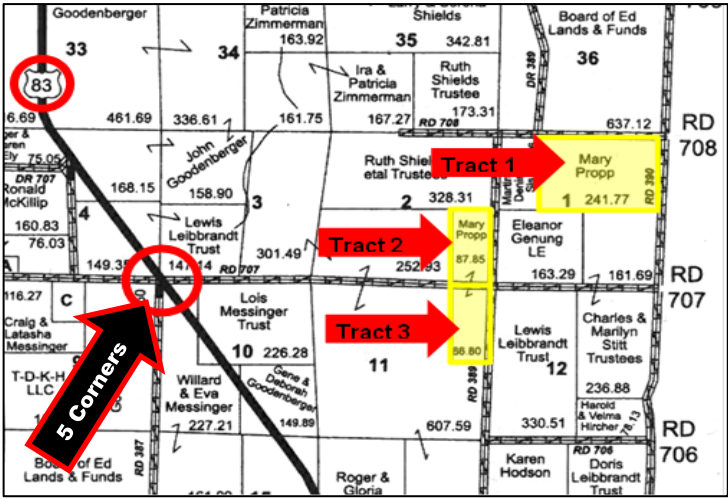 Goodenberger
33
34
Patricia
Zimmerman
163.92
Shields
35 342.81
Board of Ed
Lands & Funds
36
83
Ira &
Patricia
Zimmerman
Ruth
Shields
Trustee
173.31
DR 389
6.69
461.69
336.61
161.75
167.27
RD 708
637.12
RD
708
75.05
DR 707
Ronald
McKillip
160.83
76.03
4
168.15
John
Goodenberger
158.90
3
Ruth
etal Trustee
328.31
2
Tract 1
Mary
Propp
1 241.77
RD 390
Lewis
Leibbrandt
Trust
301.49
Tract 2
252.93
Mary
Propp
87.85
Eleanor
Genung
LE
163.29
161.69
149.35
RD 707
RD
707
116.27
C
Craig &
Latasha
Messinger
Lois
Messinger
Trust
10 226.28
Tract 3
66.80
11
RD 389
Lewis
Leibbrandt
Trust
12
Charles &
Marilyn
Stitt
Trustees
236.88
5 Corners
T-D-K-H
LLC
Willard
& Eva
Messinger
227.21
Gene &
Deborah
Goodenberger
149.89
607.59
330.51
Harold
& Velma
Hircher
78.13
RD
706
RD 387
Lands & Funds
Roger &
Gloria
Karen
Hodson
RD 706
Doris
Leibbrandt
Trust